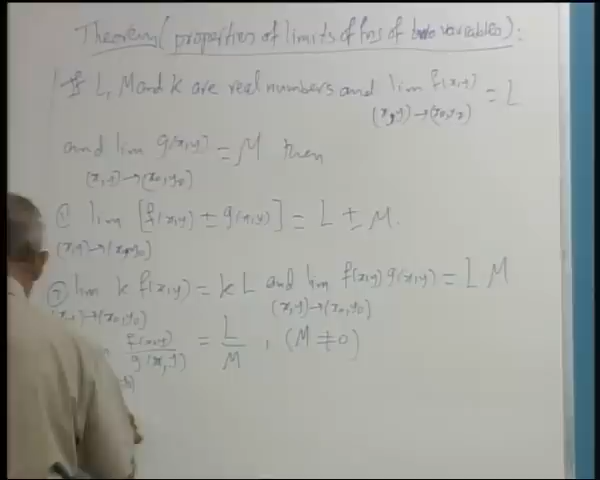 Theorem (properties of limits of fns of two variables):
If L, M and k are real numbers and lim f(x,y) = L
(x,y)→(x₀,y₀)
and lim g(x,y) = M then
(x,y)→(x₀,y₀)
① lim [f(x,y) ± g(x,y)] = L ± M.
(x,y)→(x₀,y₀)
② lim k f(x,y) = k L and lim f(x,y) g(x,y) = L M
(x,y)→(x₀,y₀) (x,y)→(x₀,y₀)
f(x,y)/g(x,y) = L/M, (M ≠ 0)